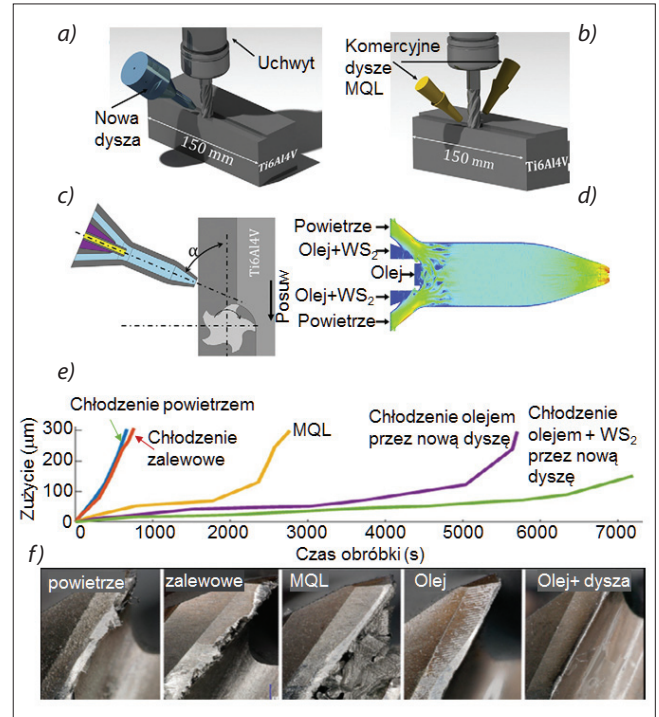 a)
Uchwyt
Nowa
dysza
150 mm
Ti6Al4V
b)
Komercyjne
dysze
MQL
150 mm
Ti6Al4V
c)
α
Ti6Al4V
Posuw
d)
Powietrze
Olej+WS₂
Olej
Olej+WS₂
Powietrze
e)
Chłodzenie powietrzem
Chłodzenie
zalewowe
MQL
Chłodzenie olejem
przez nową dyszę
Chłodzenie
olejem + WS₂
przez nową
dyszę
Zużycie (µm)
300
200
100
0
0
1000
2000
3000
4000
5000
6000
7000
Czas obróbki (s)
f)
powietrze
zalewowe
MQL
Olej
Olej+ dysza